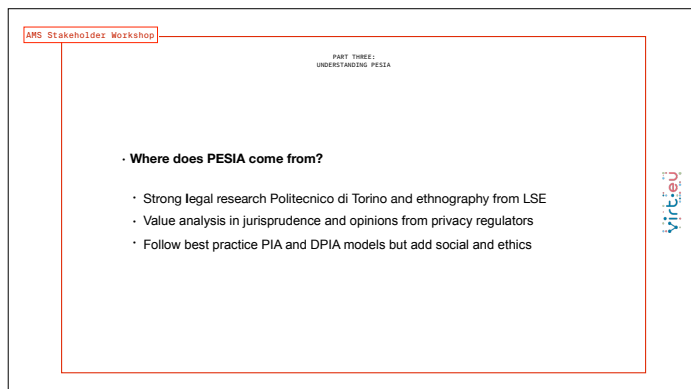 AMS Stakeholder Workshop
PART THREE:
UNDERSTANDING PESIA
· Where does PESIA come from?
· Strong legal research Politecnico di Torino and ethnography from LSE
· Value analysis in jurisprudence and opinions from privacy regulators
· Follow best practice PIA and DPIA models but add social and ethics
virt:eu